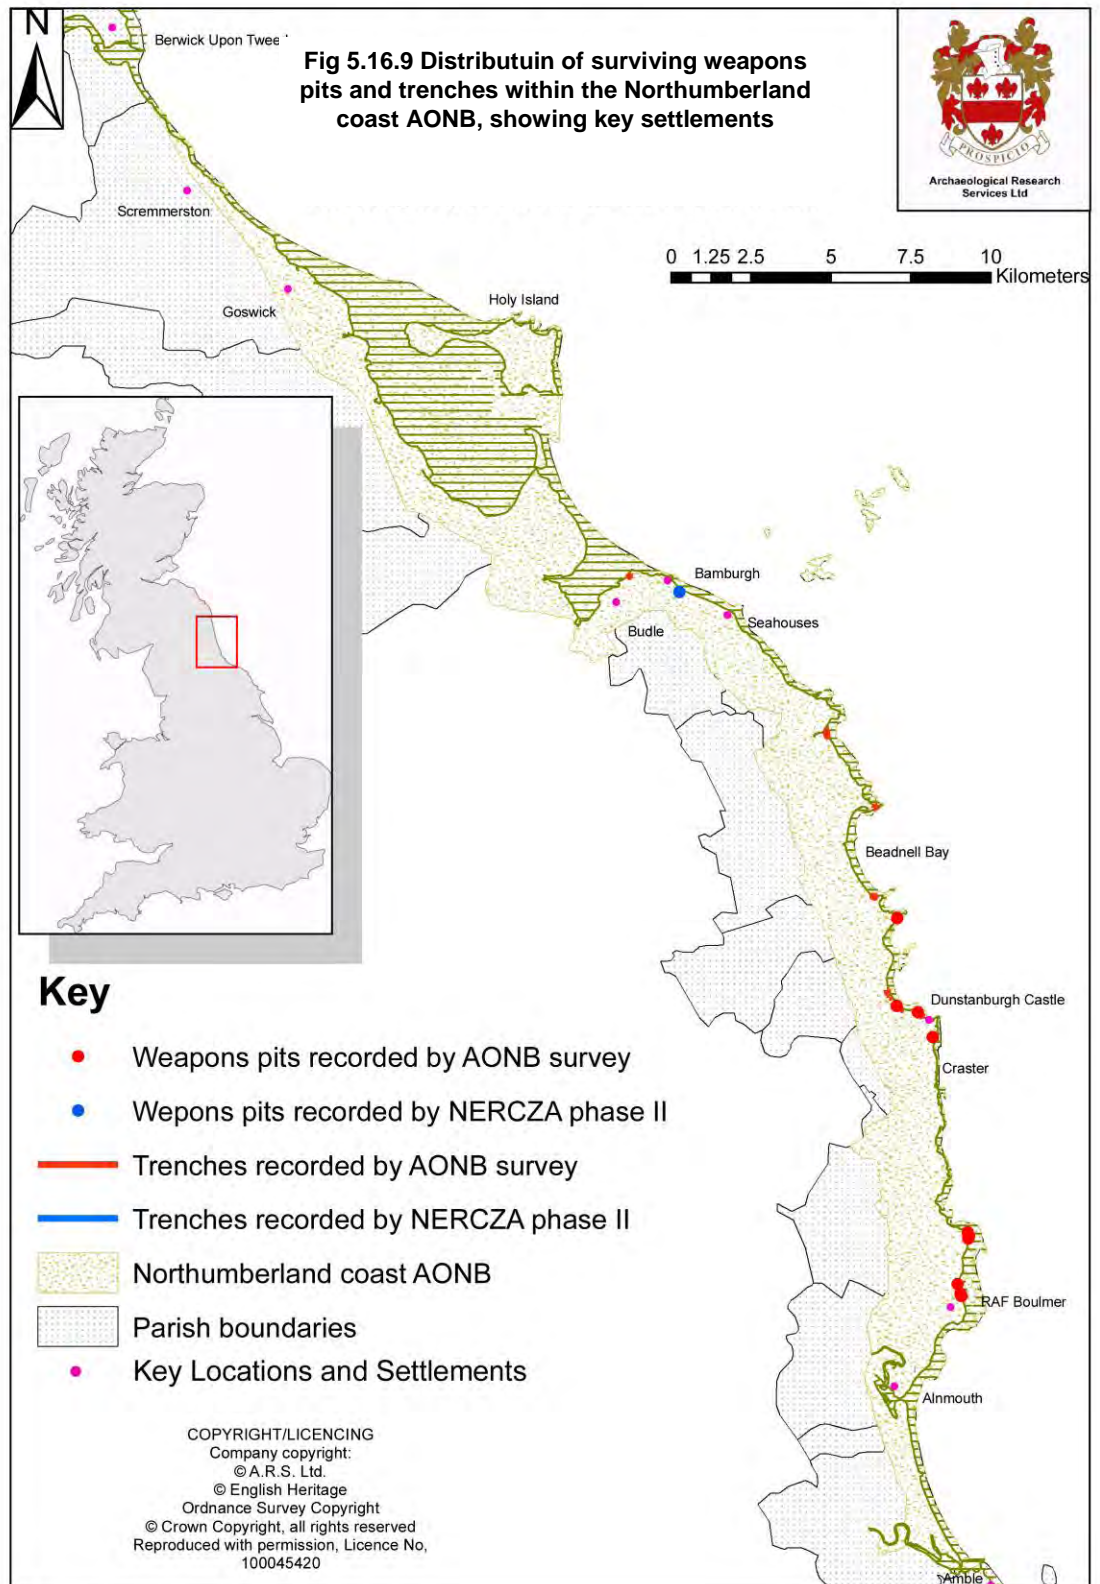 N
Berwick Upon Twee
Fig 5.16.9 Distributuin of surviving weapons
pits and trenches within the Northumberland
coast AONB, showing key settlements
PROSPICIO
Archaeological Research
Services Ltd
Scremmerston
0 1.25 2.5 5 7.5 10
Kilometers
Holy Island
Goswick
Bamburgh
Seahouses
Budle
Beadnell Bay
Dunstanburgh Castle
Craster
RAF Boulmer
Alnmouth
Amble
Key
Weapons pits recorded by AONB survey
Wepons pits recorded by NERCZA phase II
Trenches recorded by AONB survey
Trenches recorded by NERCZA phase II
Northumberland coast AONB
Parish boundaries
Key Locations and Settlements
COPYRIGHT/LICENCING
Company copyright:
© A.R.S. Ltd.
© English Heritage
Ordnance Survey Copyright
© Crown Copyright, all rights reserved
Reproduced with permission, Licence No,
100045420